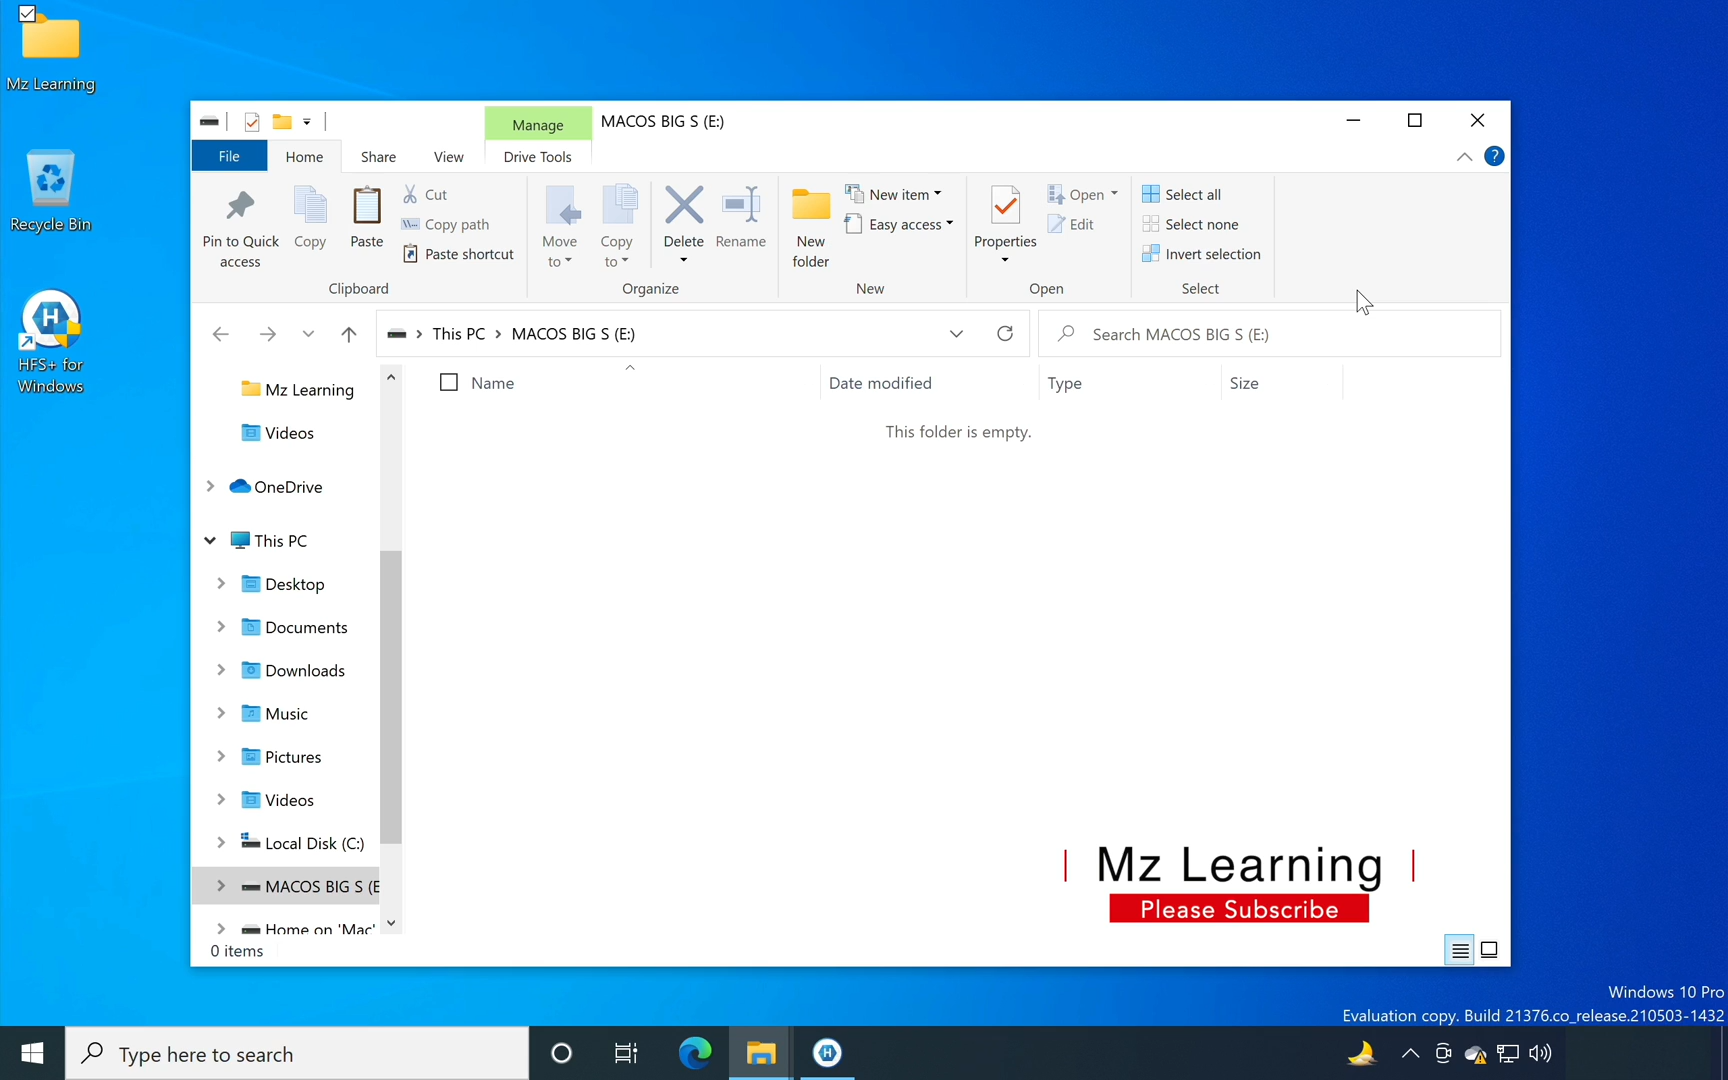 Mz Learning
Recycle Bin
HFS+ for
Windows
Manage
MACOS BIG S (E:)
File
Home
Share
View
Drive Tools
?
Pin to Quick
access
Copy
Paste
Cut
Copy path
Paste shortcut
Clipboard
Move
to
Copy
to
Delete
Rename
Organize
New
folder
New item
Easy access
New
Properties
Open
Edit
Open
Select all
Select none
Invert selection
Select
This PC
MACOS BIG S (E:)
Search MACOS BIG S (E:)
Name
Date modified
Type
Size
This folder is empty.
Mz Learning
Videos
OneDrive
This PC
Desktop
Documents
Downloads
Music
Pictures
Videos
Local Disk (C:)
MACOS BIG S (E
Home on 'Mac'
0 items
Mz Learning
Please Subscribe
Windows 10 Pro
Evaluation copy. Build 21376.co_release.210503-1432
Type here to search